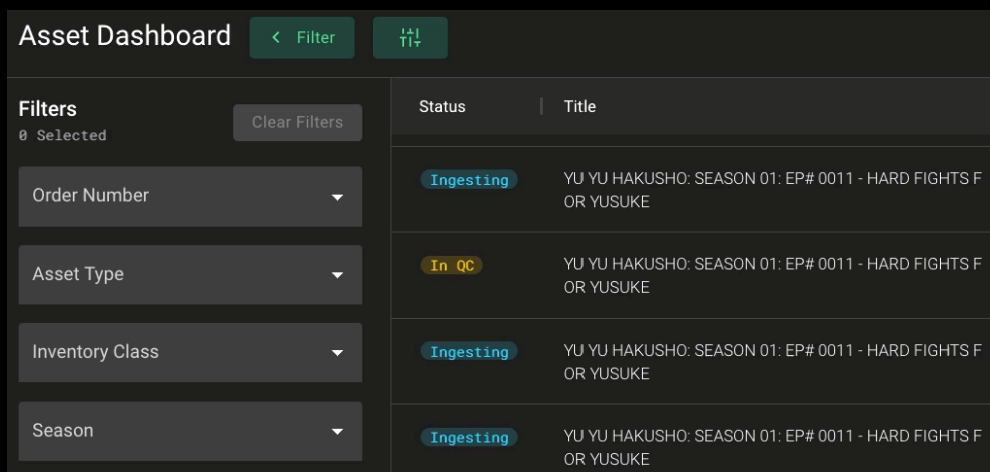 Asset Dashboard
Filter
Filters
0 Selected
Clear Filters
Order Number
Asset Type
Inventory Class
Season
Status
Title
Ingesting
YU YU HAKUSHO: SEASON 01: EP# 0011 - HARD FIGHTS F
OR YUSUKE
In QC
YU YU HAKUSHO: SEASON 01: EP# 0011 - HARD FIGHTS F
OR YUSUKE
Ingesting
YU YU HAKUSHO: SEASON 01: EP# 0011 - HARD FIGHTS F
OR YUSUKE
Ingesting
YU YU HAKUSHO: SEASON 01: EP# 0011 - HARD FIGHTS F
OR YUSUKE